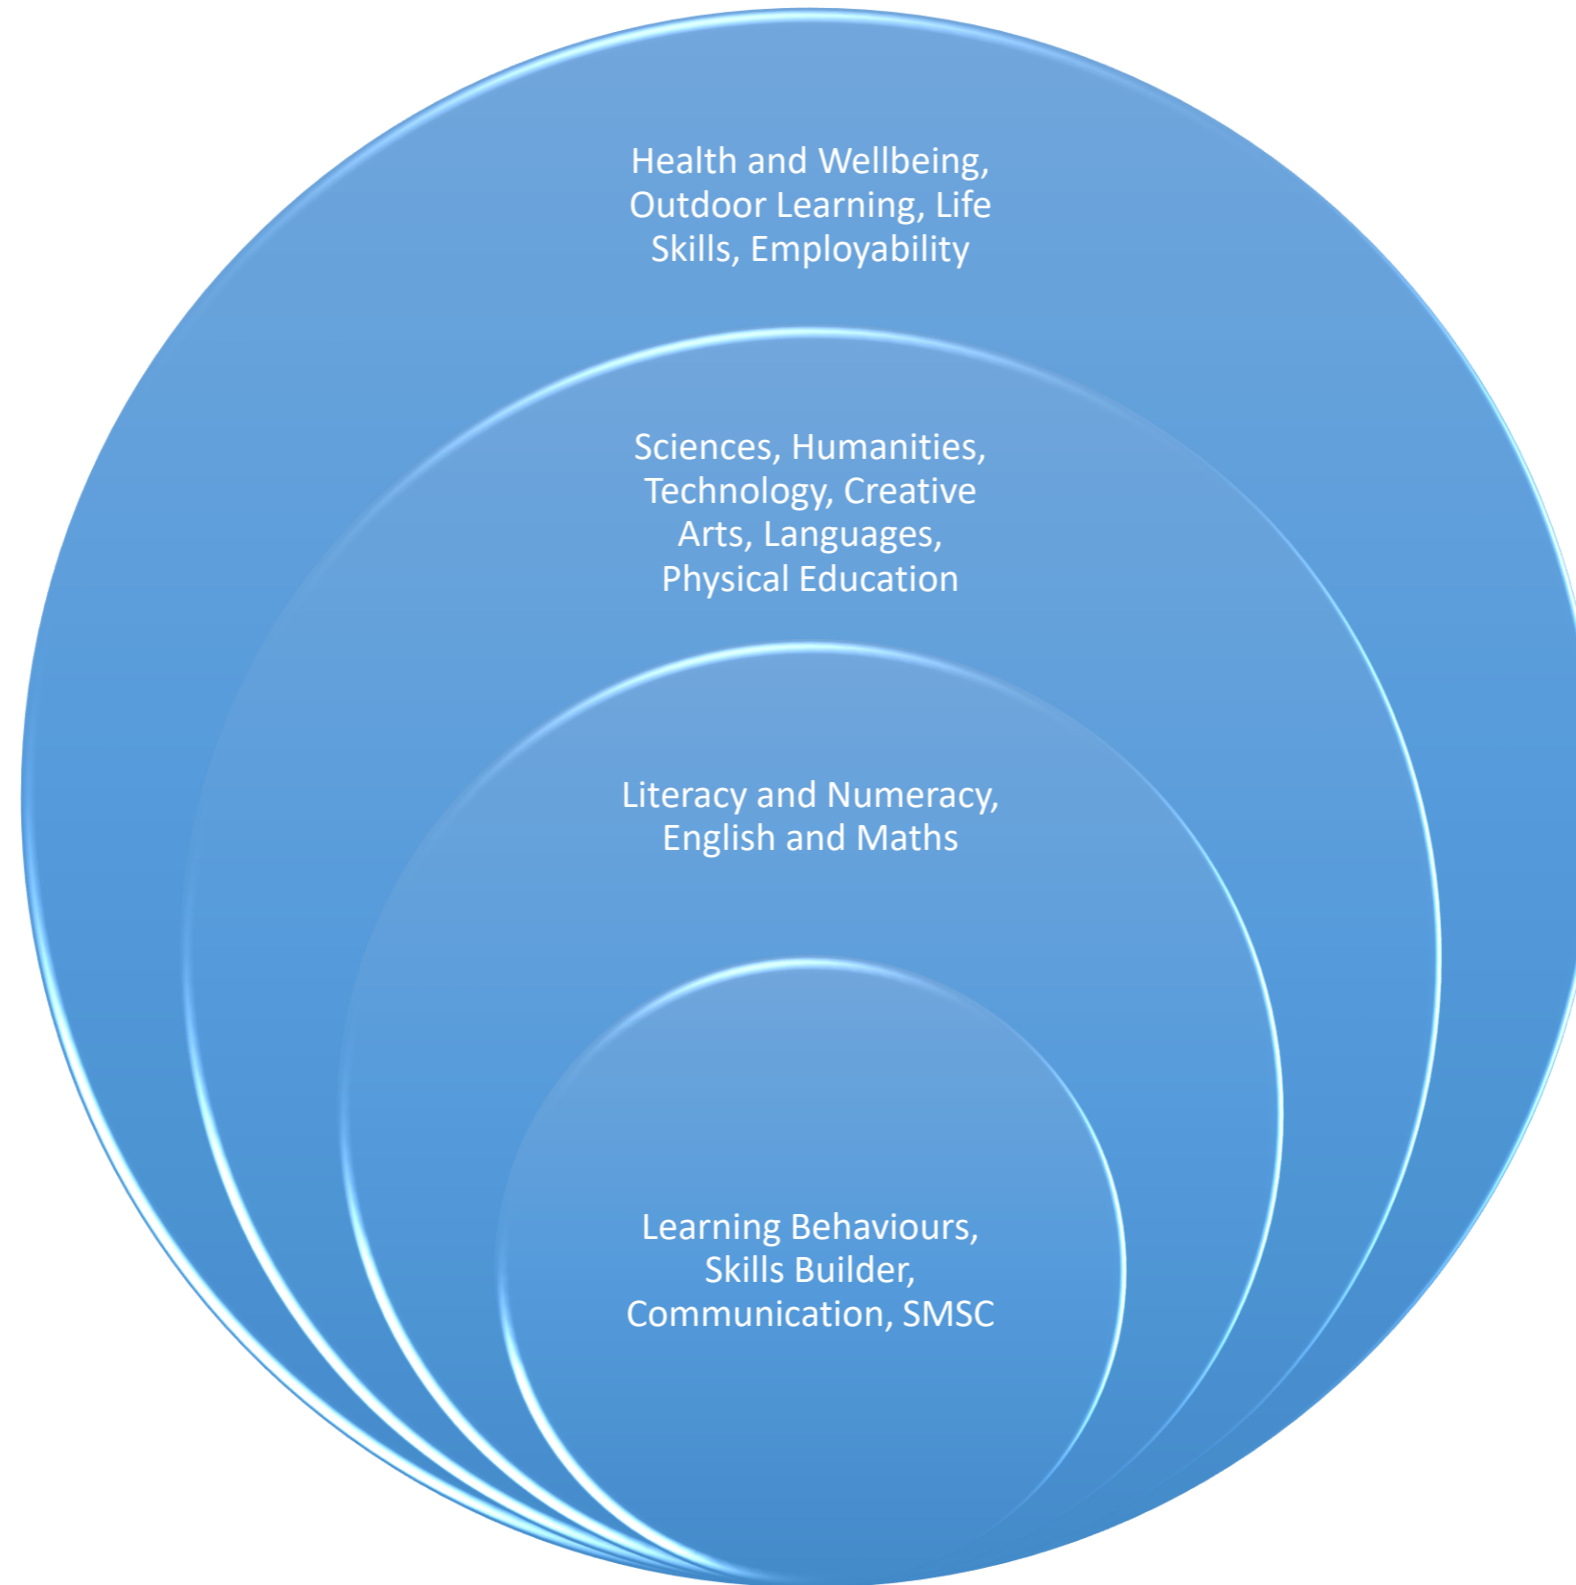 Health and Wellbeing,
Outdoor Learning, Life
Skills, Employability
Sciences, Humanities,
Technology, Creative
Arts, Languages,
Physical Education
Literacy and Numeracy,
English and Maths
Learning Behaviours,
Skills Builder,
Communication, SMSC